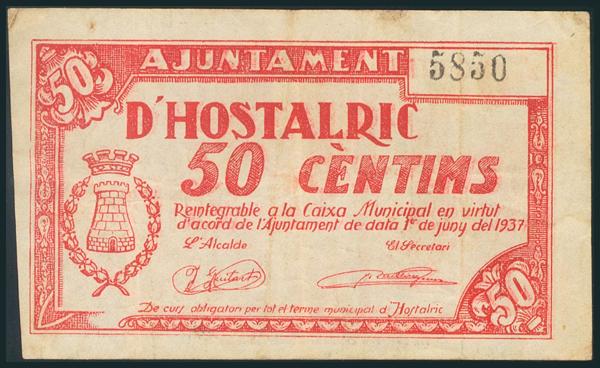 50
AJUNTAMENT
5850
D'HOSTALRIC
50 CÈNTIMS
Reintegrable a la Caixa Municipal en virtut
d'acord de l'Ajuntament de data 1er de juny del 1937
L'Alcalde
El Secretari
J. Guitart
De curs obligatori per tot el terme municipal d'Hostalric
50